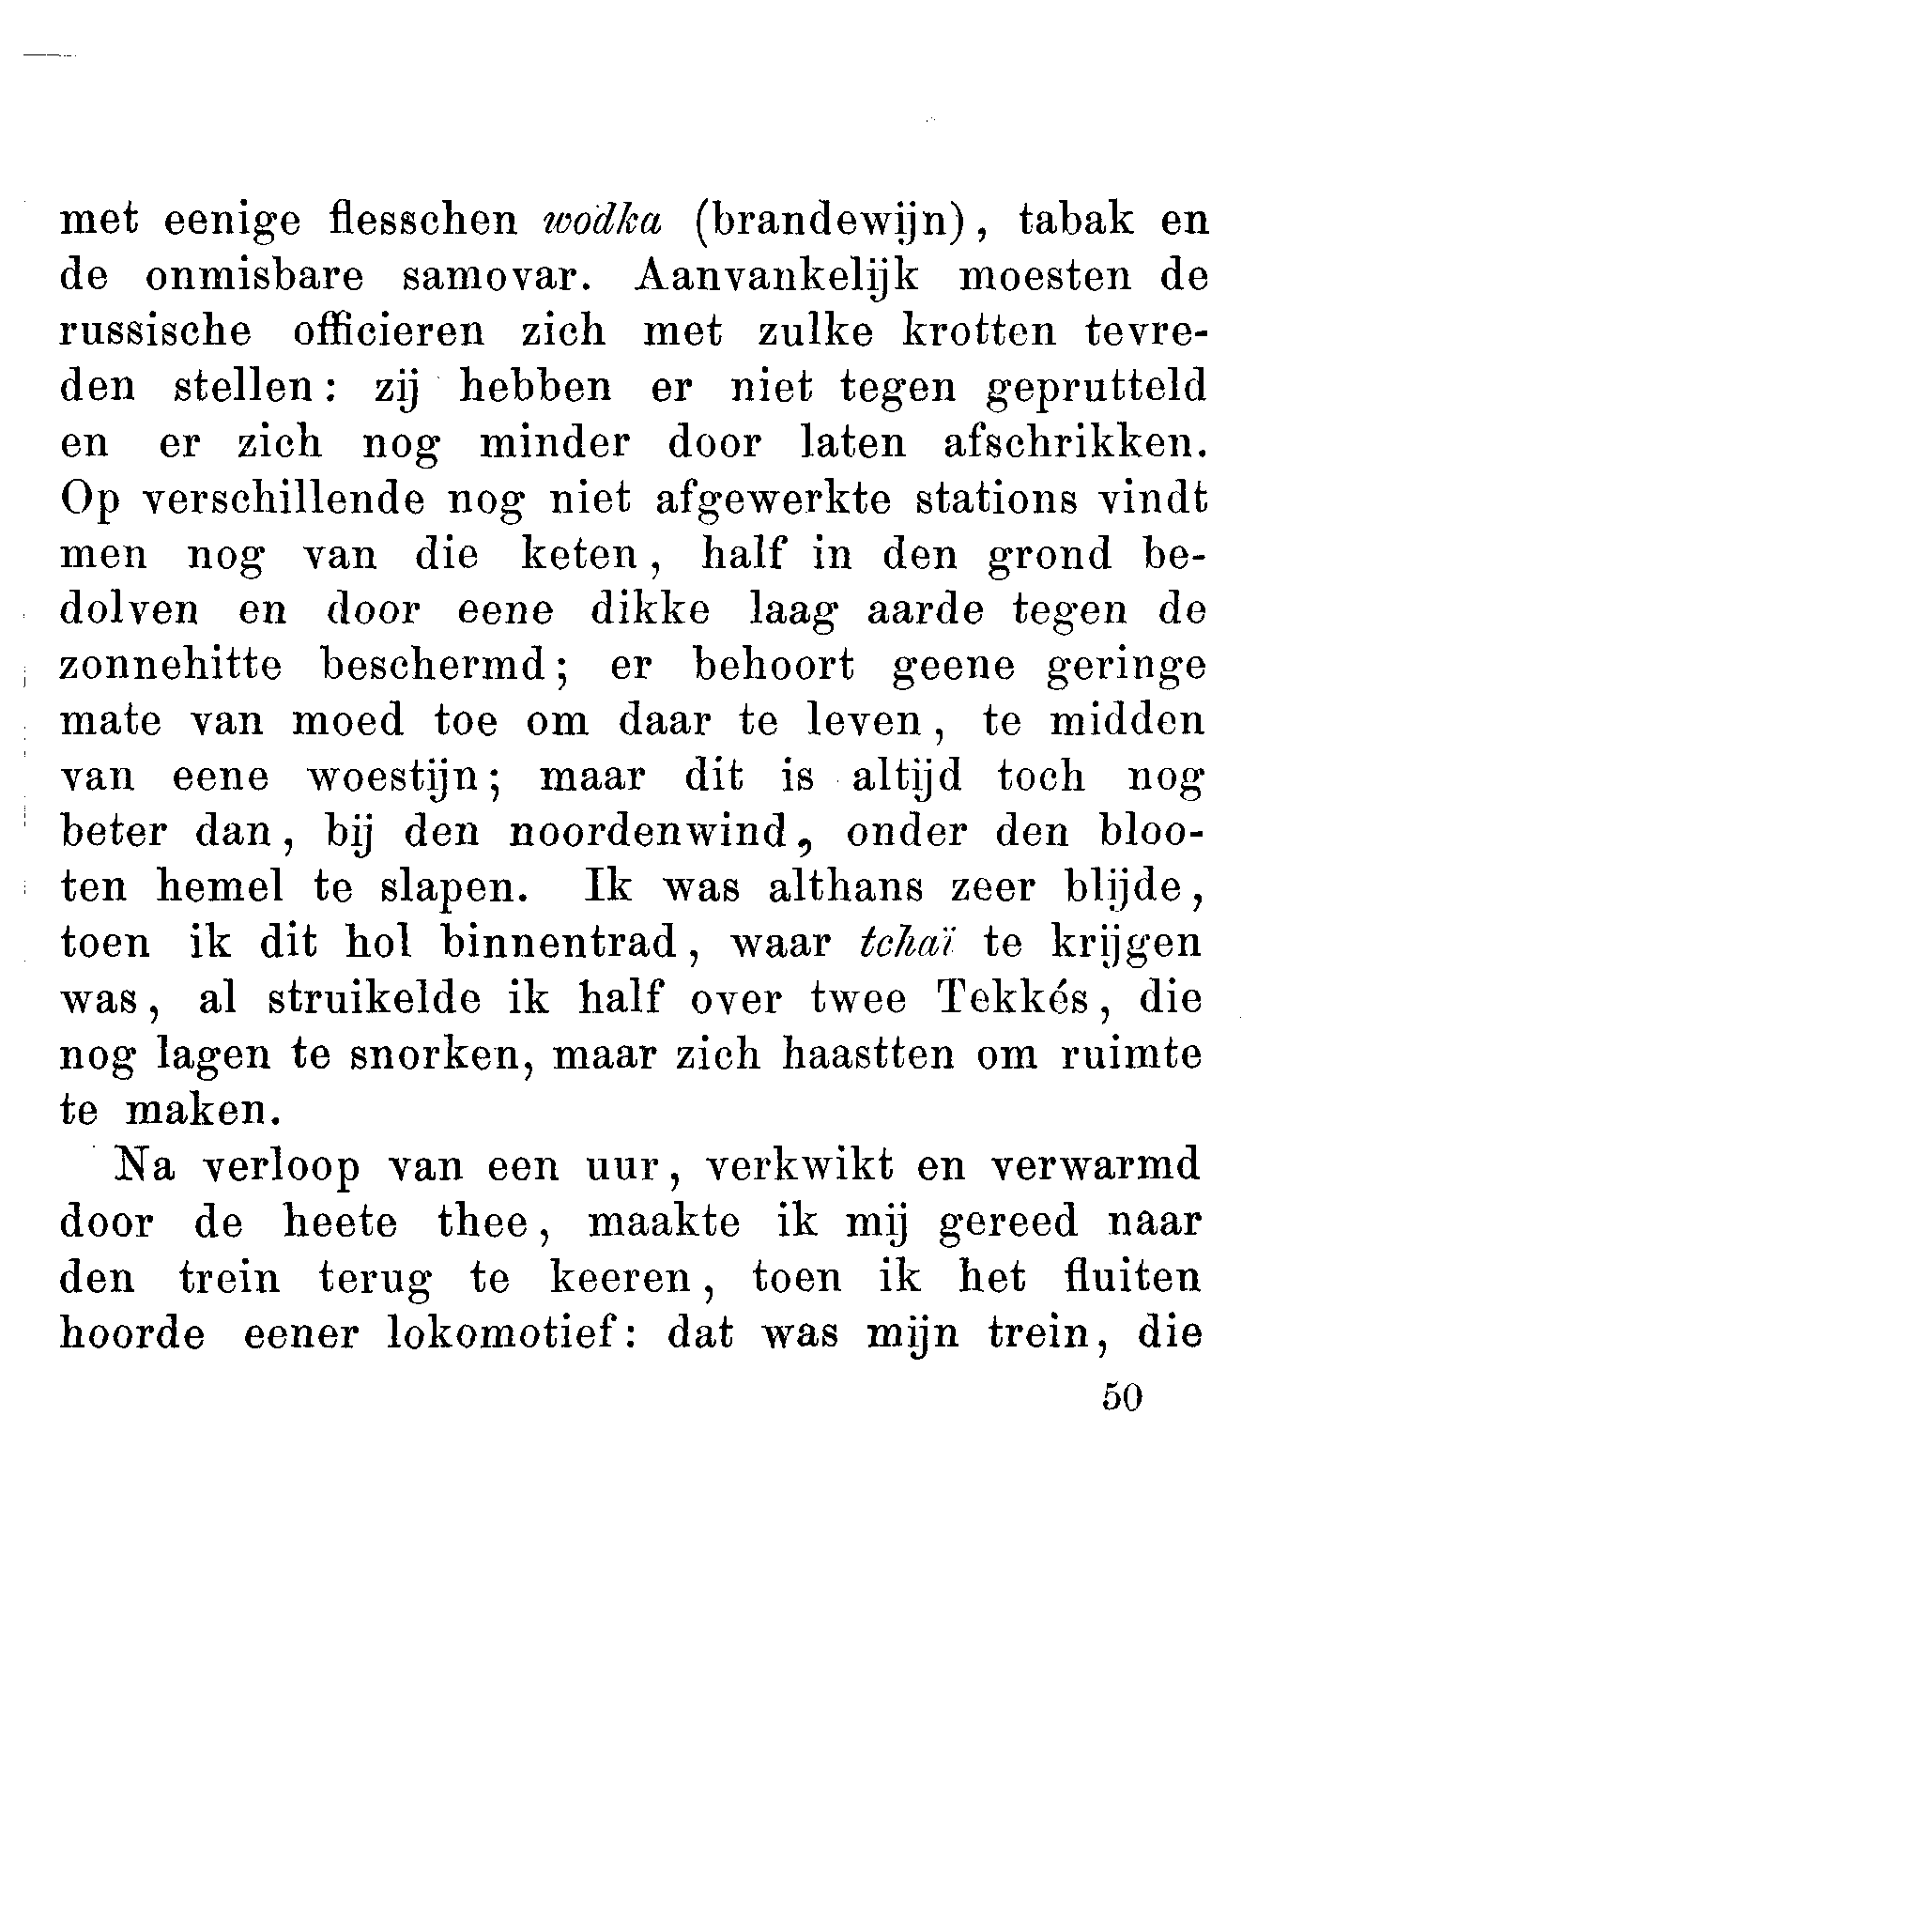 met eenige flesschen wodka (brandewijn), tabak en
de onmisbare samovar. Aanvankelijk moesten de
russische officieren zich met zulke krotten tevre-
den stellen: zij hebben er niet tegen geprutteld
en er zich nog minder door laten afschrikken.
Op verschillende nog niet afgewerkte stations vindt
men nog van die keten, half in den grond be-
dolven en door eene dikke laag aarde tegen de
zonnehitte beschermd; er behoort geene geringe
mate van moed toe om daar te leven, te midden
van eene woestijn; maar dit is altijd toch nog
beter dan, bij den noordenwind, onder den bloo-
ten hemel te slapen. Ik was althans zeer blijde,
toen ik dit hol binnentrad, waar tchaï te krijgen
was, al struikelde ik half over twee Tekkés, die
nog lagen te snorken, maar zich haastten om ruimte
te maken.
Na verloop van een uur, verkwikt en verwarmd
door de heete thee, maakte ik mij gereed naar
den trein terug te keeren, toen ik het fluiten
hoorde eener lokomotief: dat was mijn trein, die
50